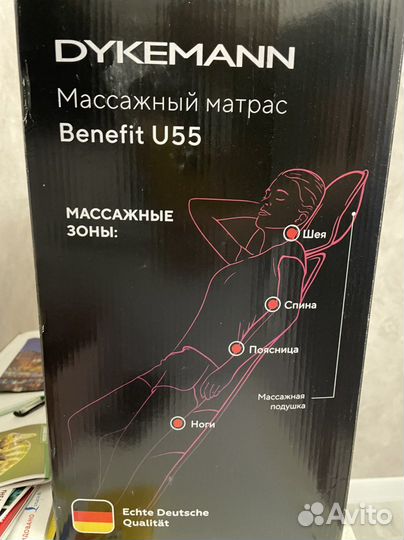 DYKEMANN
Массажный матрас
Benefit U55
МАССАЖНЫЕ
ЗОНЫ:
Шея
Спина
Поясница
Массажная
подушка
Ноги
Echte Deutsche
Qualität
Avito